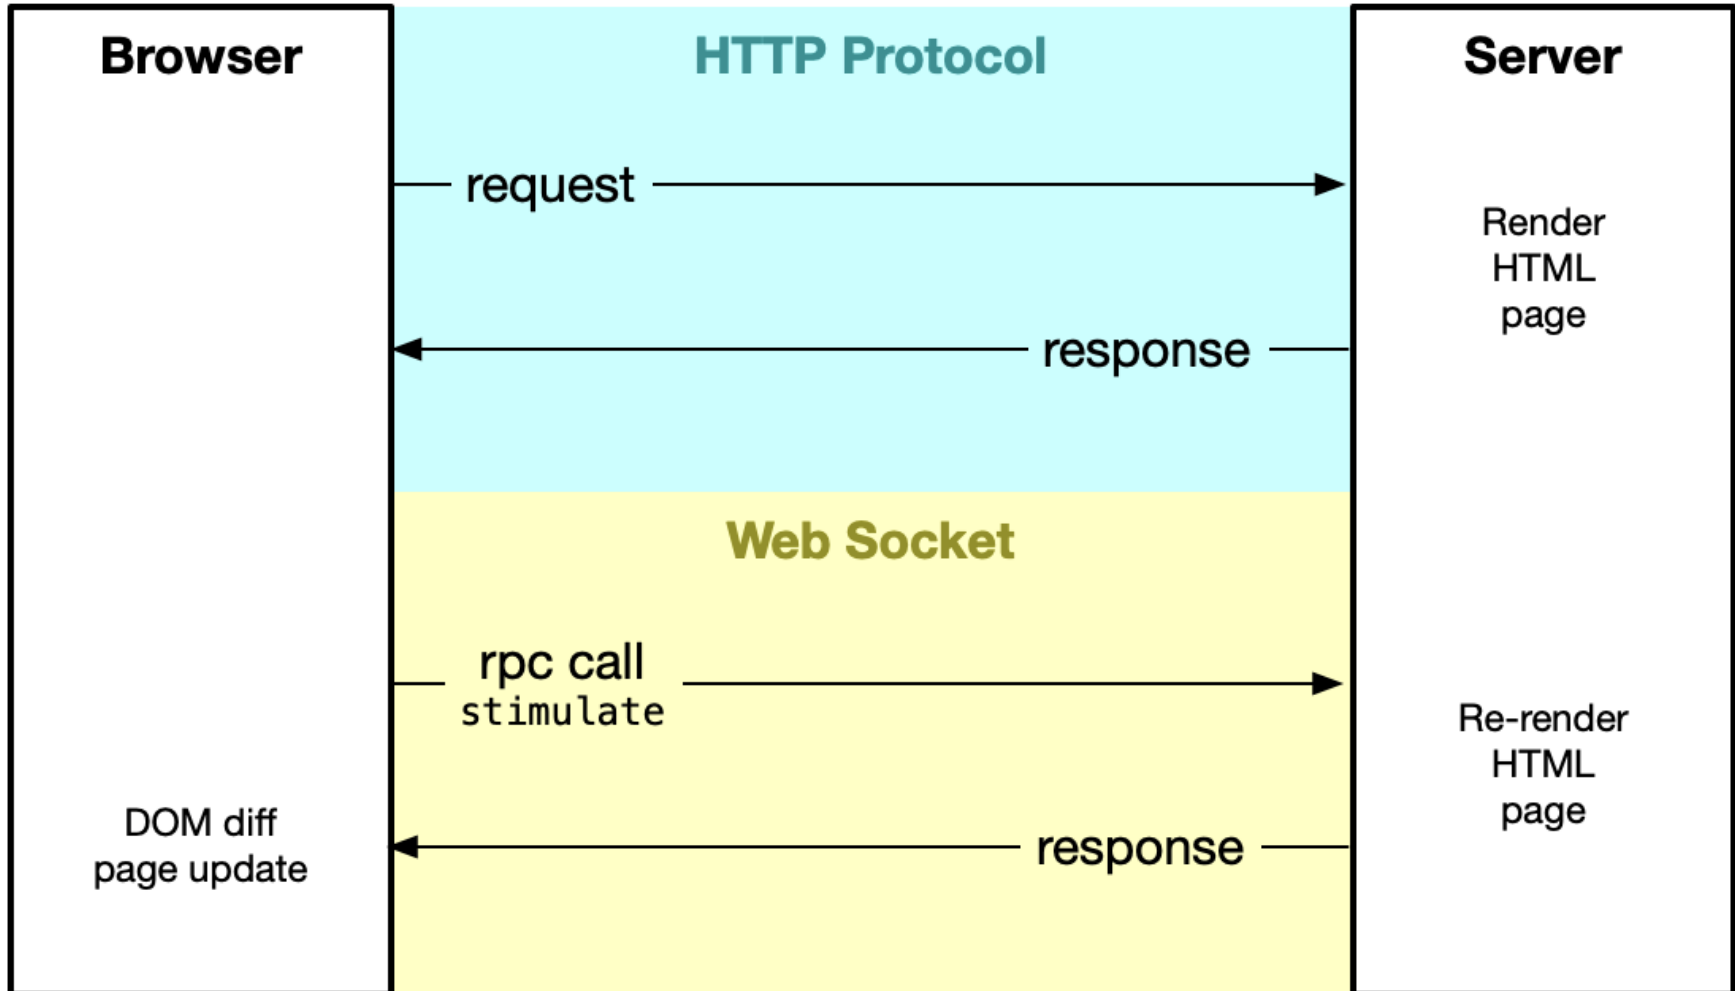 Browser
HTTP Protocol
Server
request
Render
HTML
page
response
Web Socket
rpc call
stimulate
Re-render
HTML
page
DOM diff
page update
response